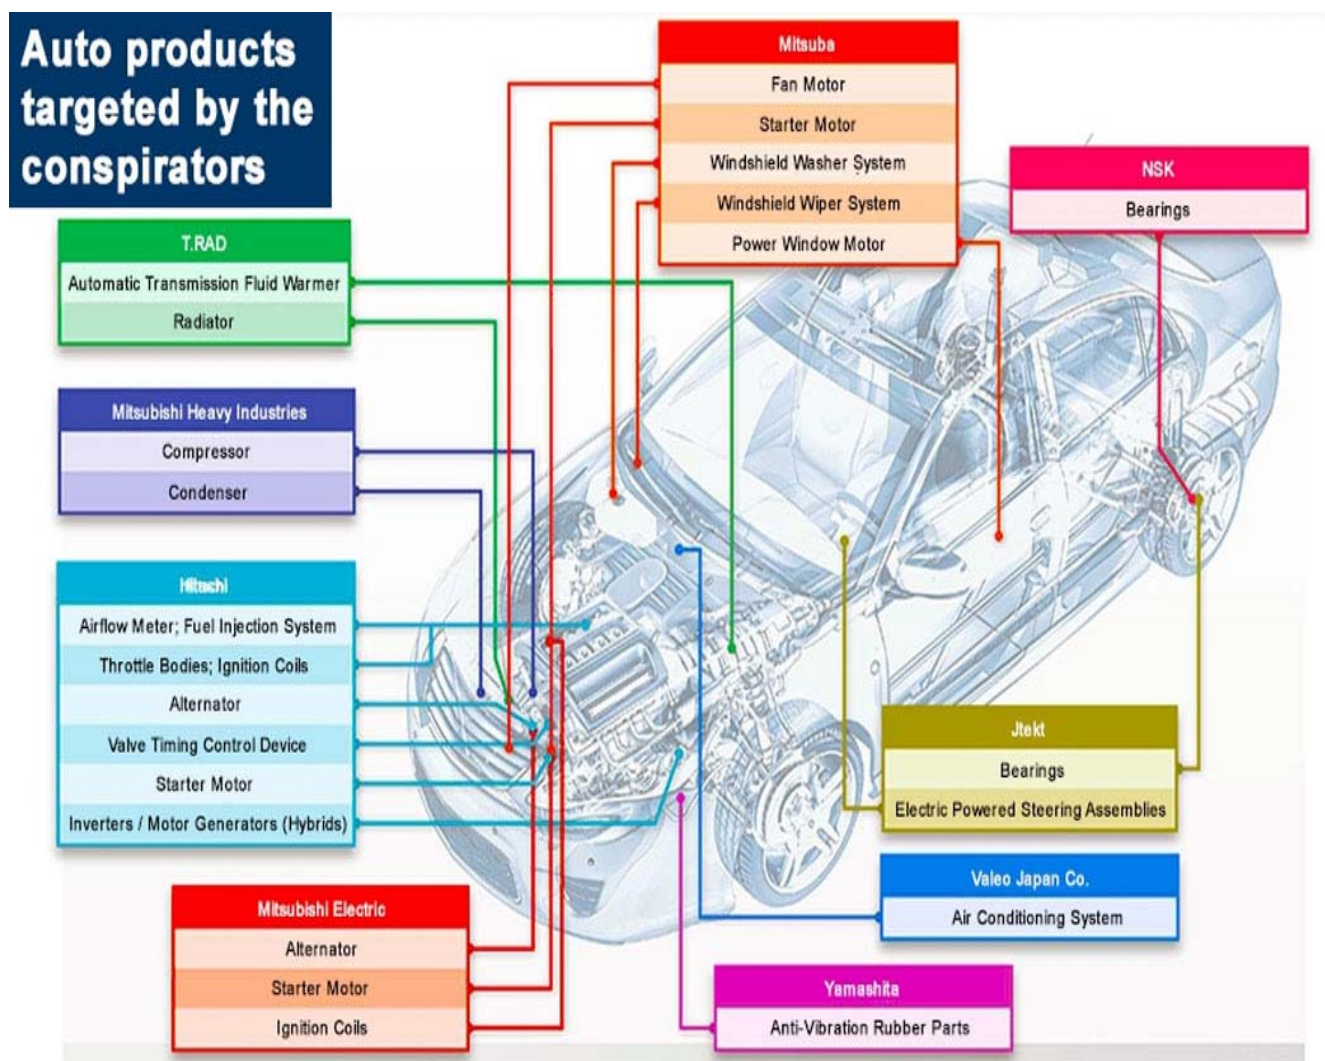 Auto products
targeted by the
conspirators
Mitsuba
Fan Motor
Starter Motor
Windshield Washer System
Windshield Wiper System
Power Window Motor
NSK
Bearings
T.RAD
Automatic Transmission Fluid Warmer
Radiator
Mitsubishi Heavy Industries
Compressor
Condenser
Hitachi
Airflow Meter; Fuel Injection System
Throttle Bodies; Ignition Coils
Alternator
Valve Timing Control Device
Starter Motor
Inverters / Motor Generators (Hybrids)
Jtekt
Bearings
Electric Powered Steering Assemblies
Valeo Japan Co.
Air Conditioning System
Mitsubishi Electric
Alternator
Starter Motor
Ignition Coils
Yamashita
Anti-Vibration Rubber Parts